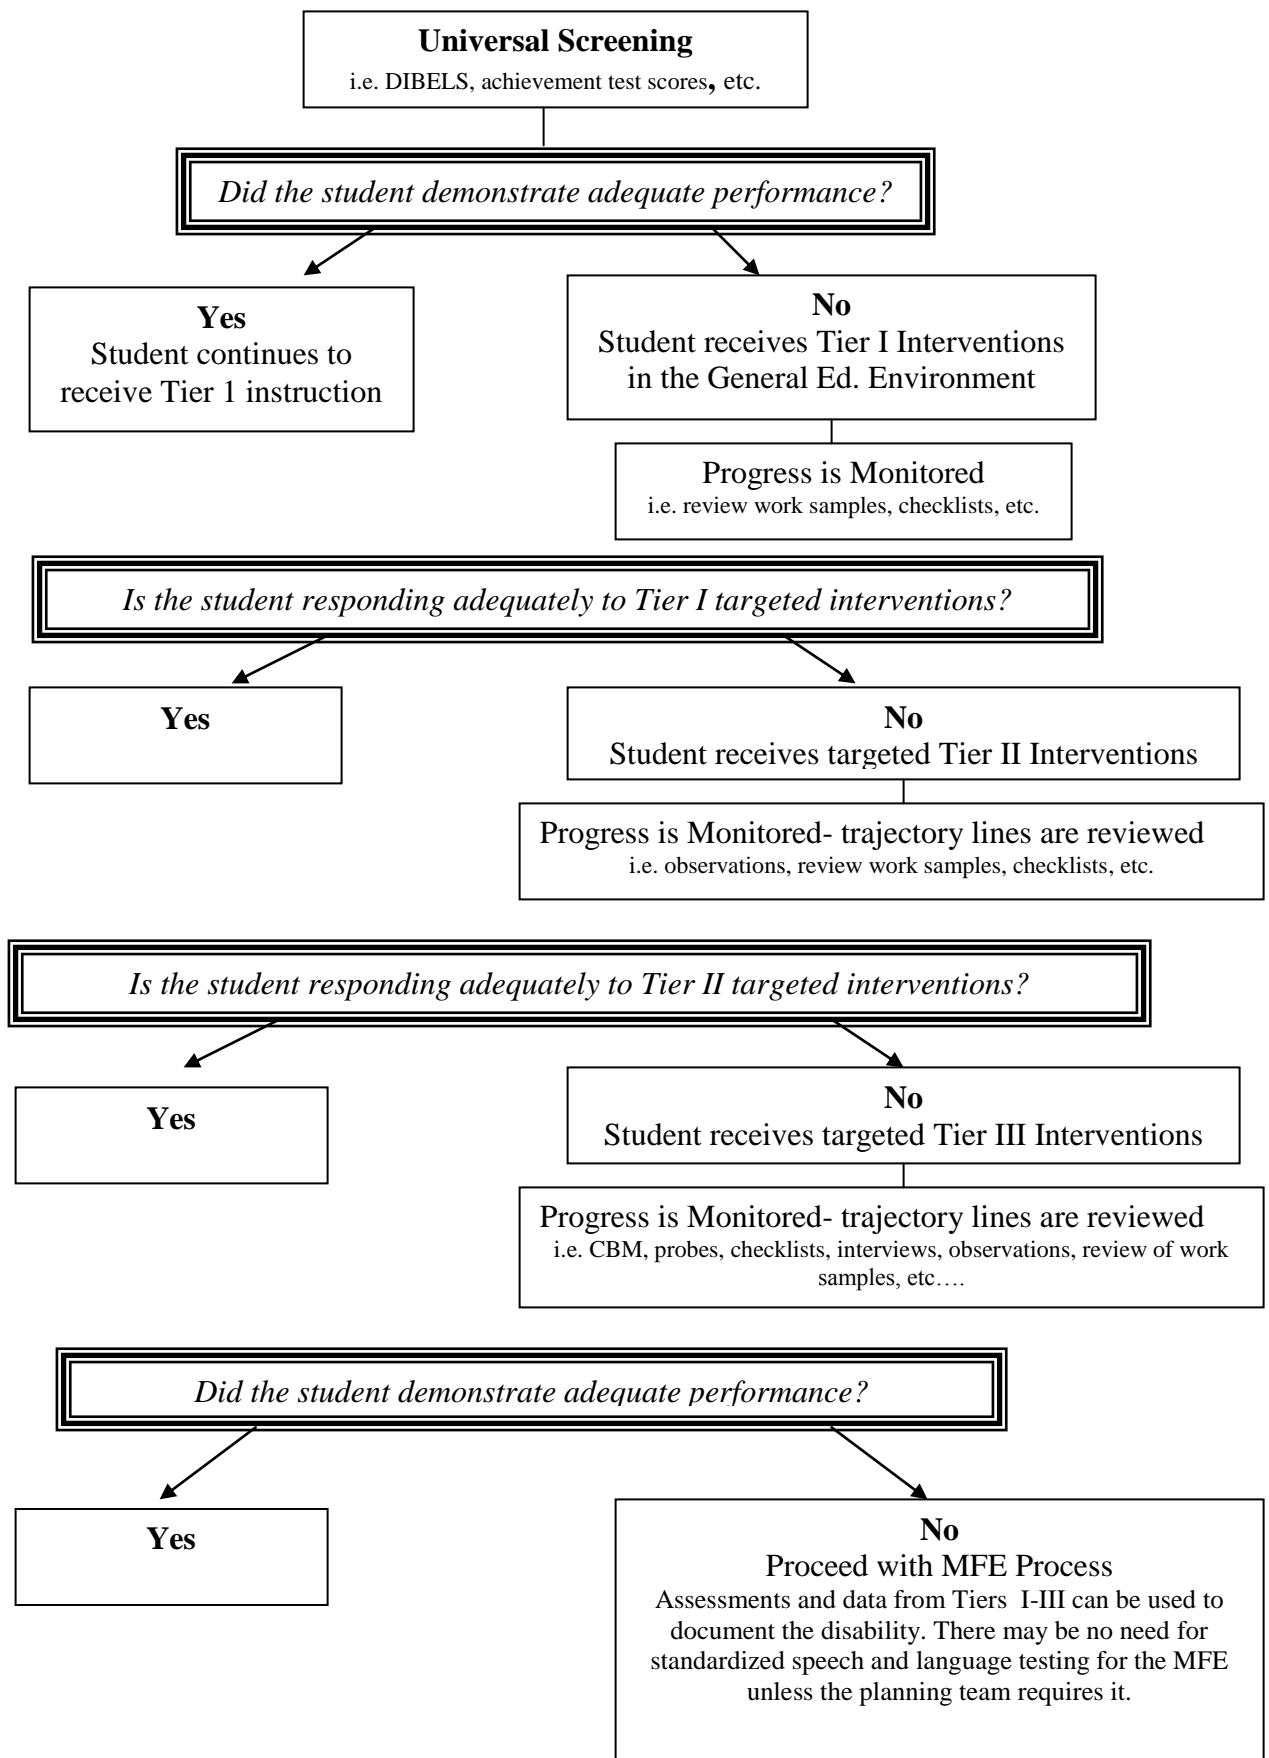 Universal Screening
i.e. DIBELS, achievement test scores, etc.
Did the student demonstrate adequate performance?
Yes
Student continues to
receive Tier 1 instruction
No
Student receives Tier I Interventions
in the General Ed. Environment
Progress is Monitored
i.e. review work samples, checklists, etc.
Is the student responding adequately to Tier I targeted interventions?
Yes
No
Student receives targeted Tier II Interventions
Progress is Monitored- trajectory lines are reviewed
i.e. observations, review work samples, checklists, etc.
Is the student responding adequately to Tier II targeted interventions?
Yes
No
Student receives targeted Tier III Interventions
Progress is Monitored- trajectory lines are reviewed
i.e. CBM, probes, checklists, interviews, observations, review of work
samples, etc….
Did the student demonstrate adequate performance?
Yes
No
Proceed with MFE Process
Assessments and data from Tiers I-III can be used to
document the disability. There may be no need for
standardized speech and language testing for the MFE
unless the planning team requires it.